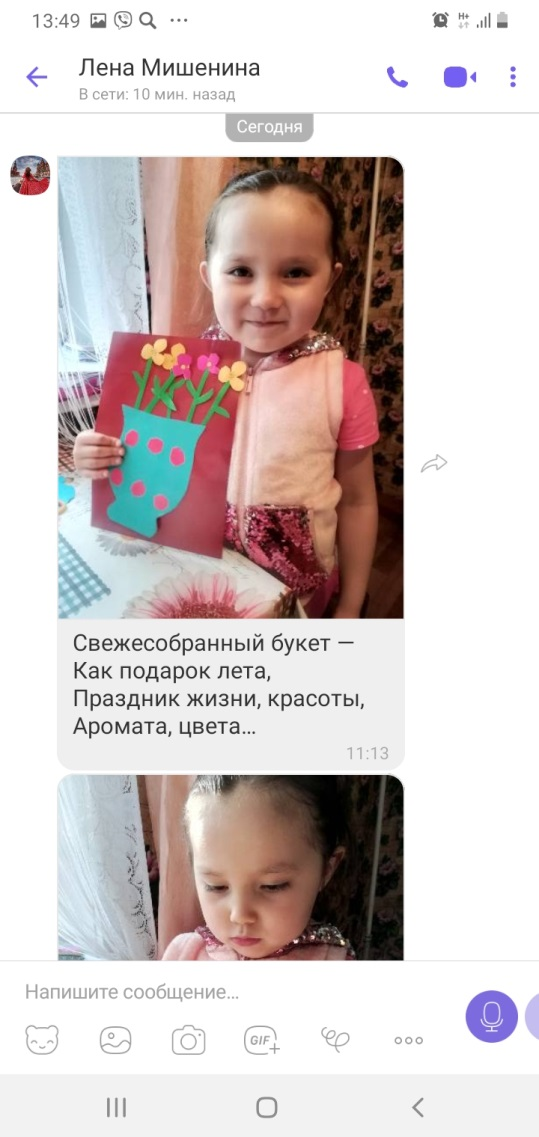 13:49
H+
Лена Мишенина
В сети: 10 мин. назад
Сегодня
Свежесобранный букет —
Как подарок лета,
Праздник жизни, красоты,
Аромата, цвета...
11:13
Напишите сообщение...
GIF